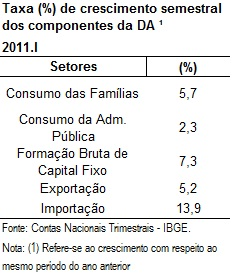 Taxa (%) de crescimento semestral
dos componentes da DA ¹
2011.I
Setores (%)
Consumo das Famílias 5,7
Consumo da Adm.
Pública 2,3
Formação Bruta de
Capital Fixo 7,3
Exportação 5,2
Importação 13,9
Fonte: Contas Nacionais Trimestrais - IBGE.
Nota: (1) Refere-se ao crescimento com respeito ao
mesmo período do ano anterior